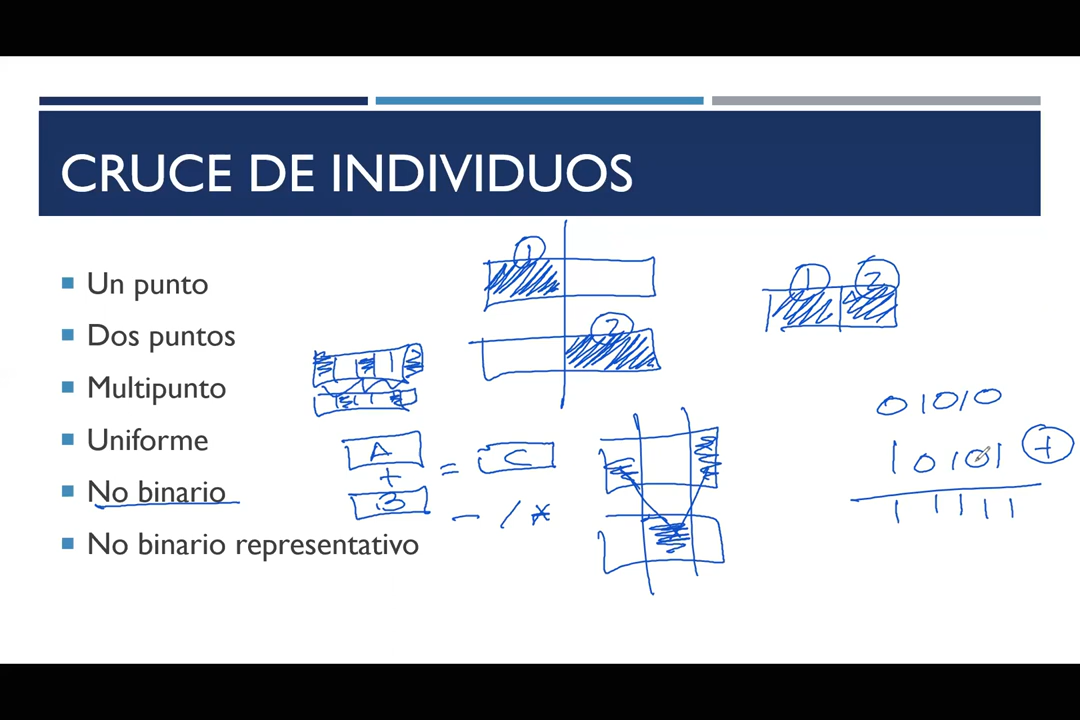 CRUCE DE INDIVIDUOS
Un punto
Dos puntos
Multipunto
Uniforme
No binario
No binario representativo
1
2
1 2
A
+
B
= C
- / *
01010
10101 +
11111